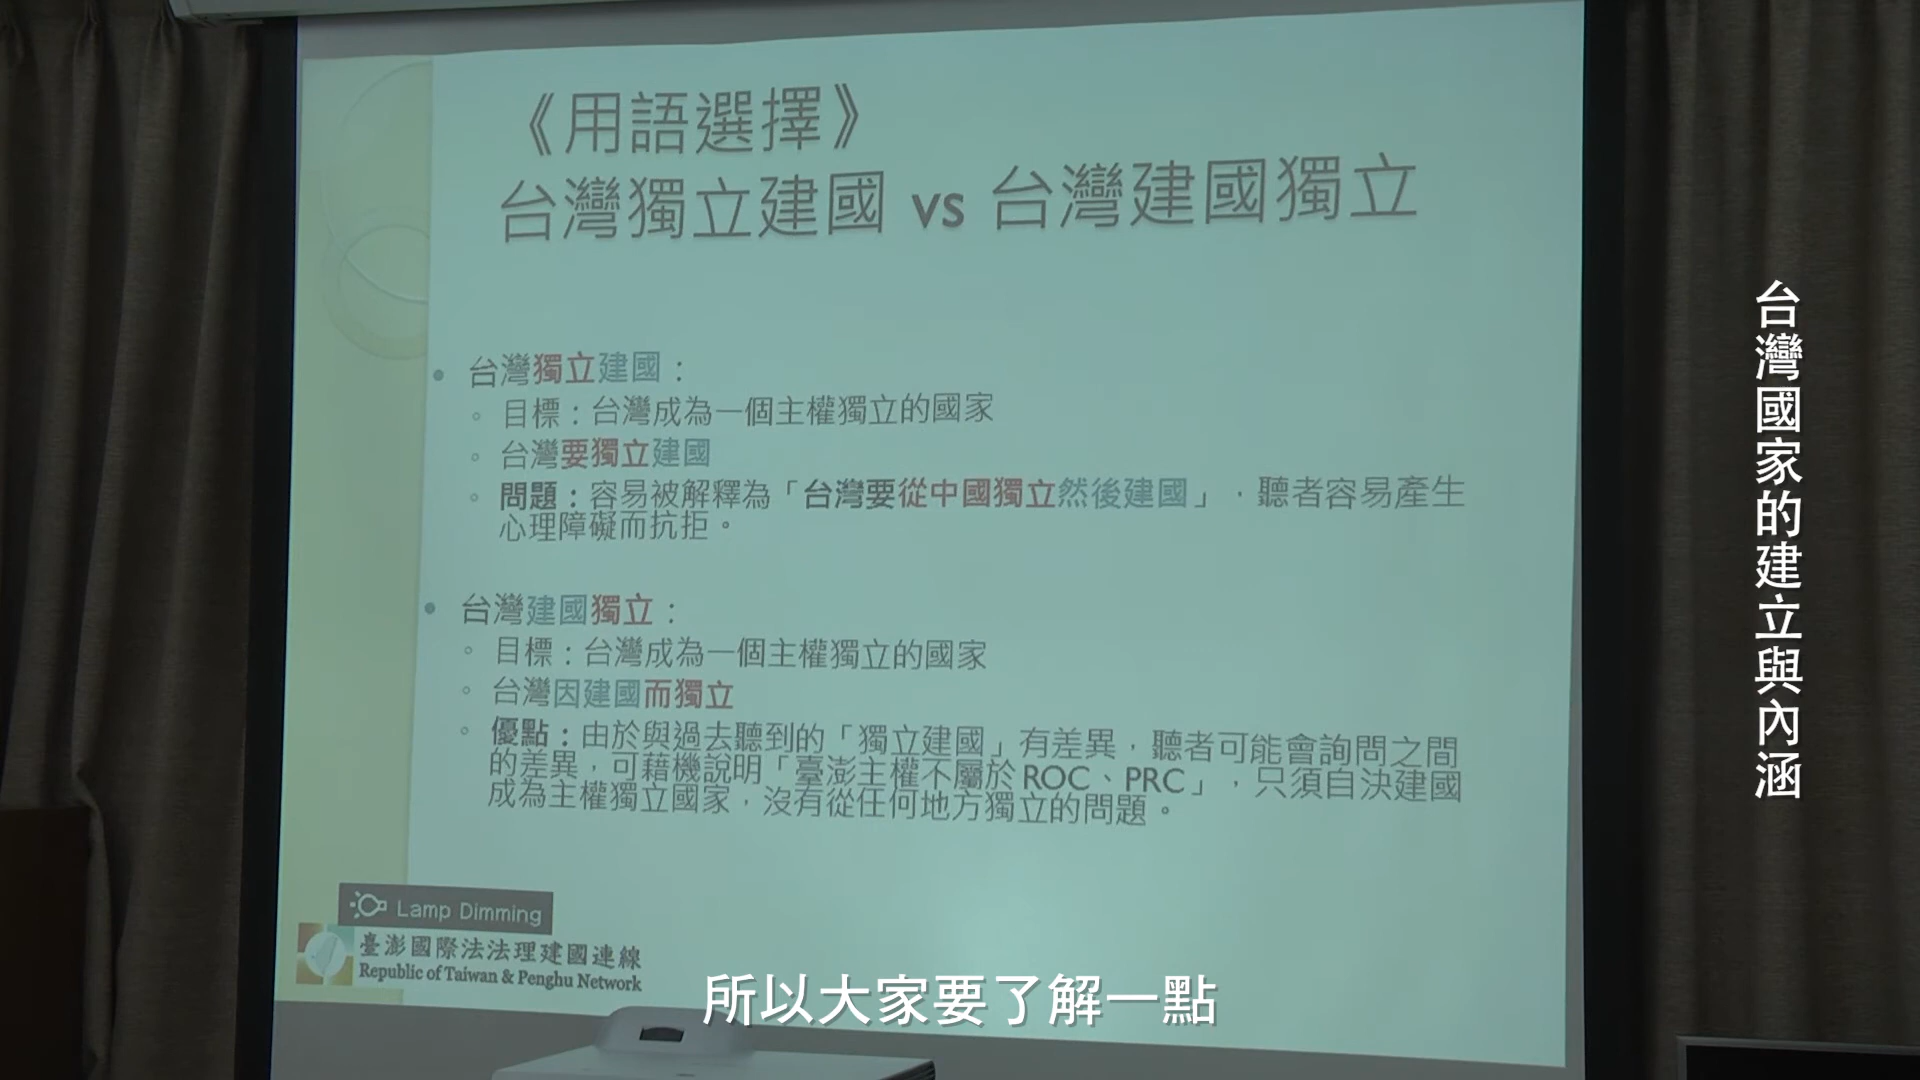 《用語選擇》
台灣獨立建國 vs 台灣建國獨立
台灣獨立建國：
目標：台灣成為一個主權獨立的國家
台灣要獨立建國
問題：容易被解釋為「台灣要從中國獨立然後建國」，聽者容易產生
心理障礙而抗拒。
台灣建國獨立：
目標：台灣成為一個主權獨立的國家
台灣因建國而獨立
優點：由於與過去聽到的「獨立建國」有差異，聽者可能會詢問之間
的差異，可藉機說明「臺澎主權不屬於 ROC、PRC」，只須自決建國
成為主權獨立國家，沒有從任何地方獨立的問題。
Lamp Dimming
臺澎國際法法理建國連線
Republic of Taiwan & Penghu Network
所以大家要了解一點
台灣國家的建立與內涵